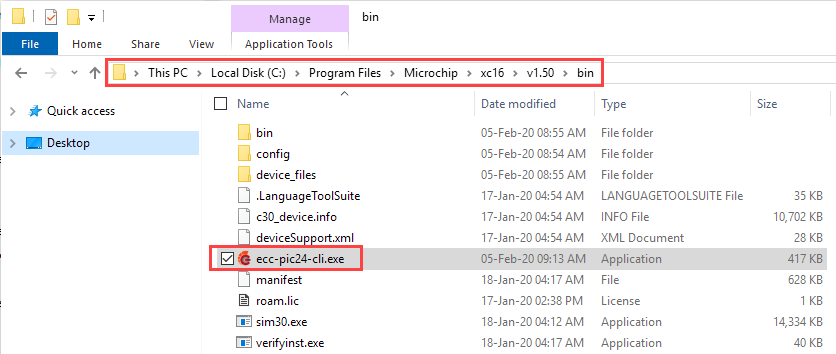 Manage
bin
File
Home
Share
View
Application Tools
This PC > Local Disk (C:) > Program Files > Microchip > xc16 > v1.50 > bin
Quick access
Desktop
Name
Date modified
Type
Size
bin 05-Feb-20 08:55 AM File folder
config 05-Feb-20 08:54 AM File folder
device_files 05-Feb-20 08:55 AM File folder
.LanguageToolSuite 17-Jan-20 04:54 AM LANGUAGETOOLSUITE File 35 KB
c30_device.info 17-Jan-20 04:54 AM INFO File 10,702 KB
deviceSupport.xml 17-Jan-20 04:54 AM XML Document 28 KB
ecc-pic24-cli.exe 05-Feb-20 09:13 AM Application 417 KB
manifest 18-Jan-20 04:17 AM File 628 KB
roam.lic 17-Jan-20 02:38 PM License 1 KB
sim30.exe 18-Jan-20 04:12 AM Application 14,334 KB
verifyinst.exe 18-Jan-20 04:17 AM Application 40 KB